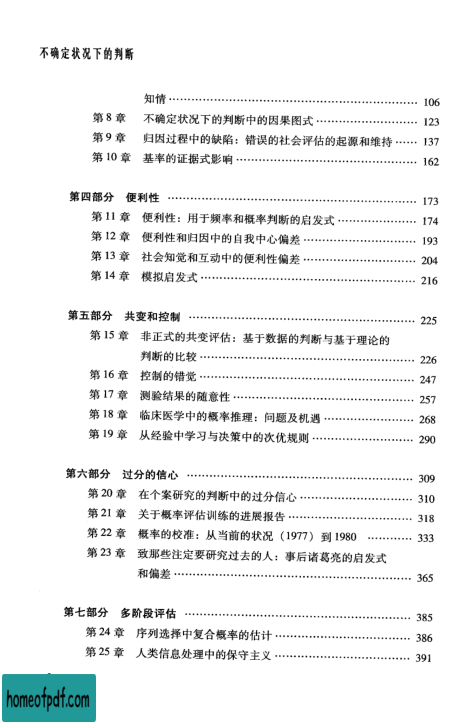 不确定状况下的判断
知情 …… 106
第 8 章 不确定状况下的判断中的因果图式 …… 123
第 9 章 归因过程中的缺陷：错误的社会评估的起源和维持 …… 137
第 10 章 基率的证据式影响 …… 162
第四部分 便利性 …… 173
第 11 章 便利性：用于频率和概率判断的启发式 …… 174
第 12 章 便利性和归因中的自我中心偏差 …… 193
第 13 章 社会知觉和互动中的便利性偏差 …… 204
第 14 章 模拟启发式 …… 216
第五部分 共变和控制 …… 225
第 15 章 非正式的共变评估：基于数据的判断与基于理论的
判断的比较 …… 226
第 16 章 控制的错觉 …… 247
第 17 章 测验结果的随意性 …… 257
第 18 章 临床医学中的概率推理：问题及机遇 …… 268
第 19 章 从经验中学习与决策中的次优规则 …… 290
第六部分 过分的信心 …… 309
第 20 章 在个案研究的判断中的过分信心 …… 310
第 21 章 关于概率评估训练的进展报告 …… 318
第 22 章 概率的校准：从当前的状况（1977）到 1980 …… 333
第 23 章 致那些注定要研究过去的人：事后诸葛亮的启发式
和偏差 …… 365
第七部分 多阶段评估 …… 385
第 24 章 序列选择中复合概率的估计 …… 386
第 25 章 人类信息处理中的保守主义 …… 391
homeofpdf.com